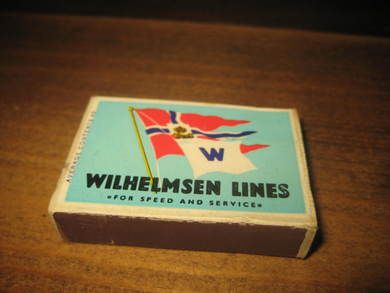 W
WILHELMSEN LINES
*FOR SPEED AND SERVICE*